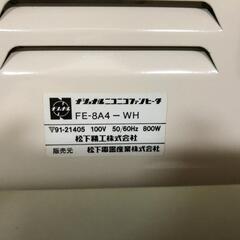 ナショナルニコニコファンヒータ
FE-8A4-WH
▽91-21405 100V 50/60Hz 800W
松下精工株式会社
販売元 松下電器産業株式会社